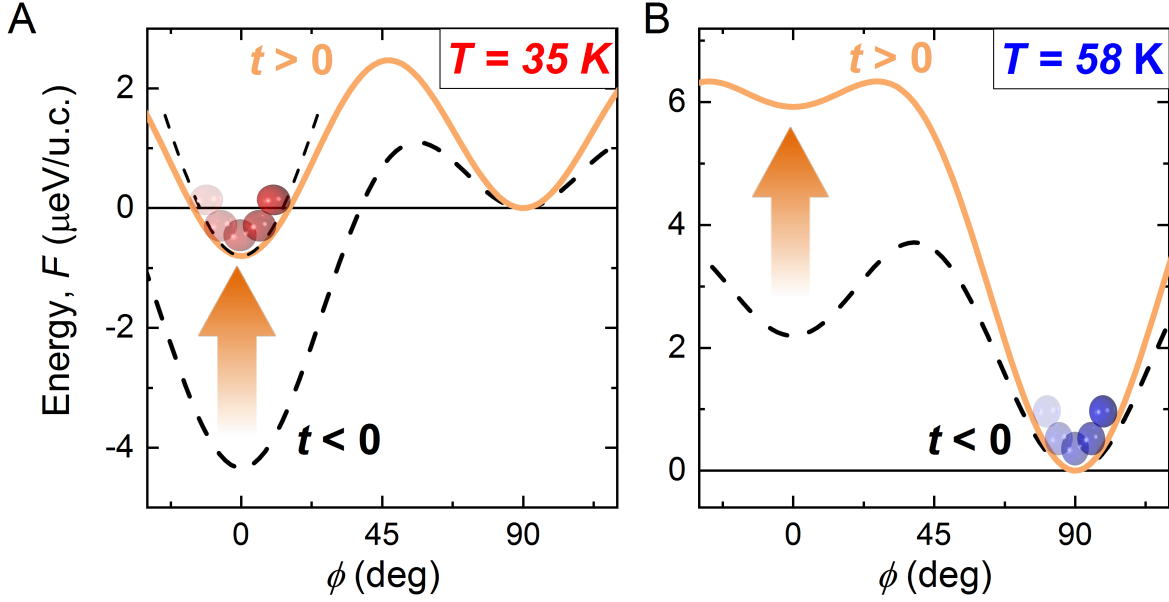 A
t > 0
T = 35 K
Energy, F (μeV/u.c.)
2
0
-2
-4
t < 0
0
45
90
ϕ (deg)
B
t > 0
T = 58 K
6
4
2
0
t < 0
0
45
90
ϕ (deg)